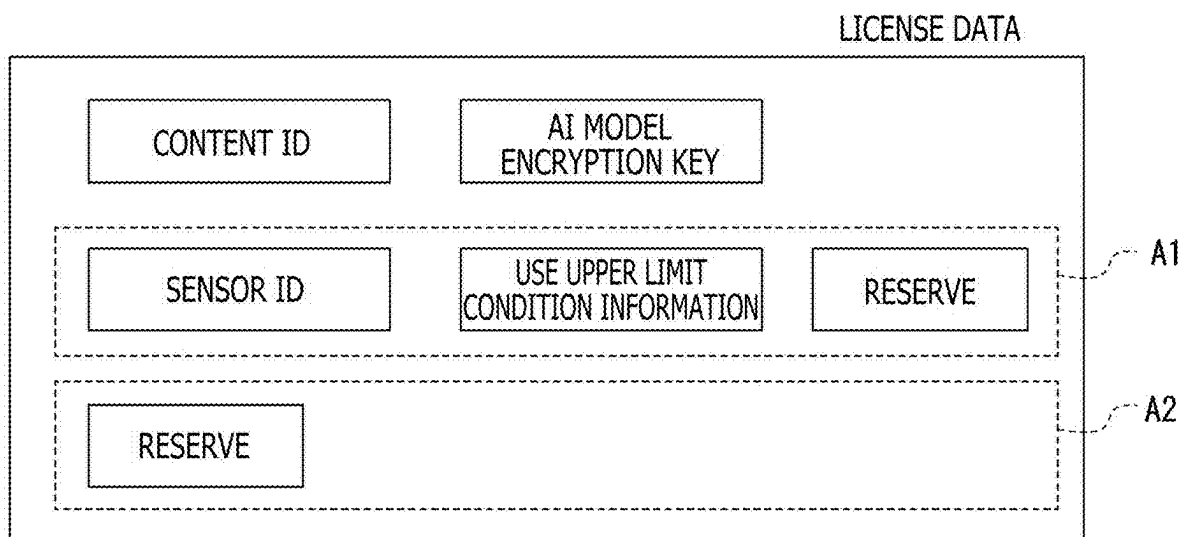 LICENSE DATA
CONTENT ID
AI MODEL
ENCRYPTION KEY
SENSOR ID
USE UPPER LIMIT
CONDITION INFORMATION
RESERVE
A1
RESERVE
A2